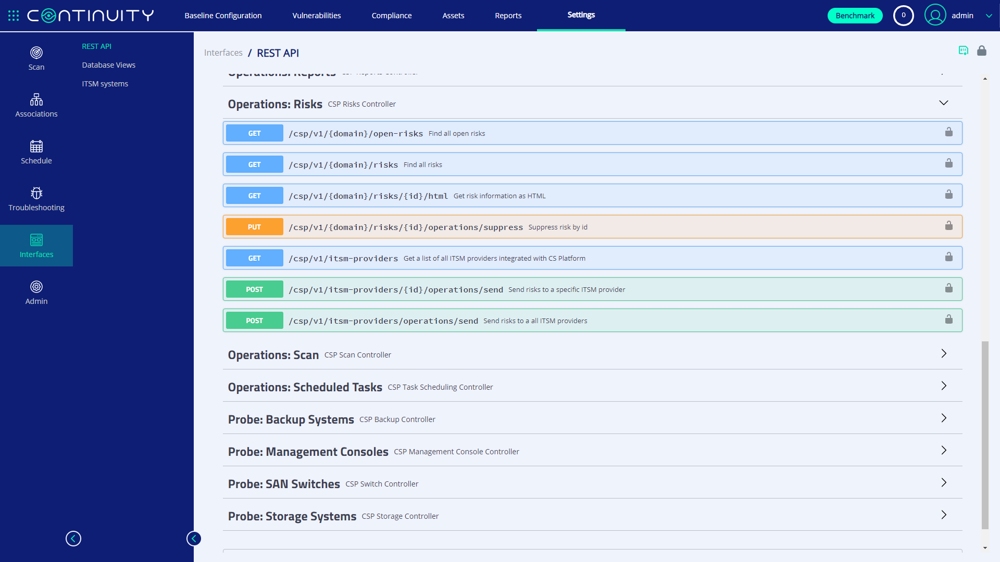 CONTINUITY
Baseline Configuration
Vulnerabilities
Compliance
Assets
Reports
Settings
Benchmark
0
admin
Scan
Associations
Schedule
Troubleshooting
Interfaces
Admin
REST API
Database Views
ITSM systems
Interfaces / REST API
Operations: Reports CSP Reports Controller
Operations: Risks CSP Risks Controller
GET /csp/v1/{domain}/open-risks Find all open risks
GET /csp/v1/{domain}/risks Find all risks
GET /csp/v1/{domain}/risks/{id}/html Get risk information as HTML
PUT /csp/v1/{domain}/risks/{id}/operations/suppress Suppress risk by id
GET /csp/v1/itsm-providers Get a list of all ITSM providers integrated with CS Platform
POST /csp/v1/itsm-providers/{id}/operations/send Send risks to a specific ITSM provider
POST /csp/v1/itsm-providers/operations/send Send risks to a all ITSM providers
Operations: Scan CSP Scan Controller
Operations: Scheduled Tasks CSP Task Scheduling Controller
Probe: Backup Systems CSP Backup Controller
Probe: Management Consoles CSP Management Console Controller
Probe: SAN Switches CSP Switch Controller
Probe: Storage Systems CSP Storage Controller